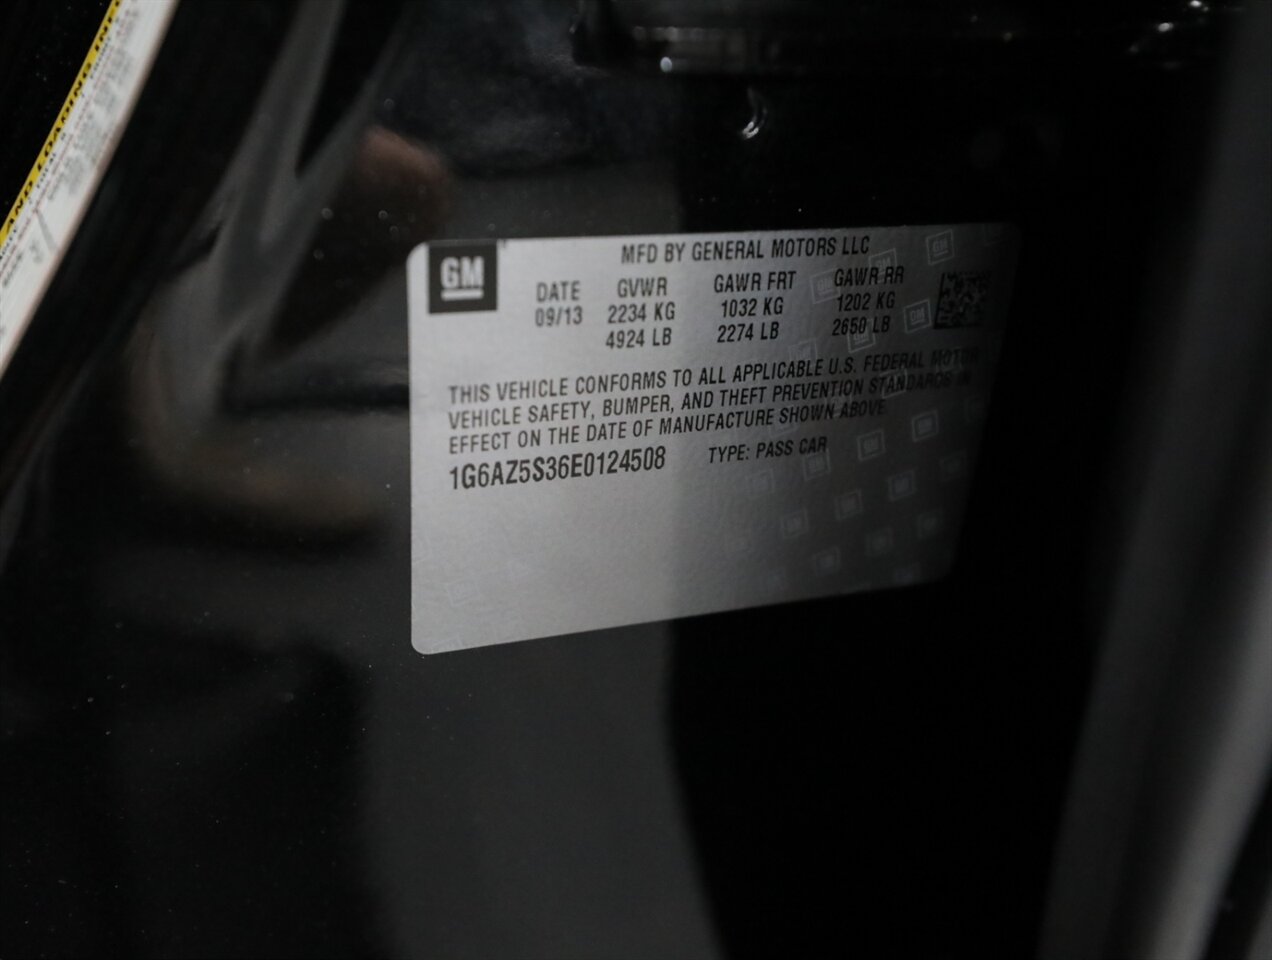 AND LOADING
GM
MFD BY GENERAL MOTORS LLC
DATE GVWR GAWR FRT GAWR RR
09/13 2234 KG 1032 KG 1202 KG
4924 LB 2274 LB 2650 LB
THIS VEHICLE CONFORMS TO ALL APPLICABLE U.S. FEDERAL MOTOR
VEHICLE SAFETY, BUMPER, AND THEFT PREVENTION STANDARDS IN
EFFECT ON THE DATE OF MANUFACTURE SHOWN ABOVE
1G6AZ5S36E0124508 TYPE: PASS CAR